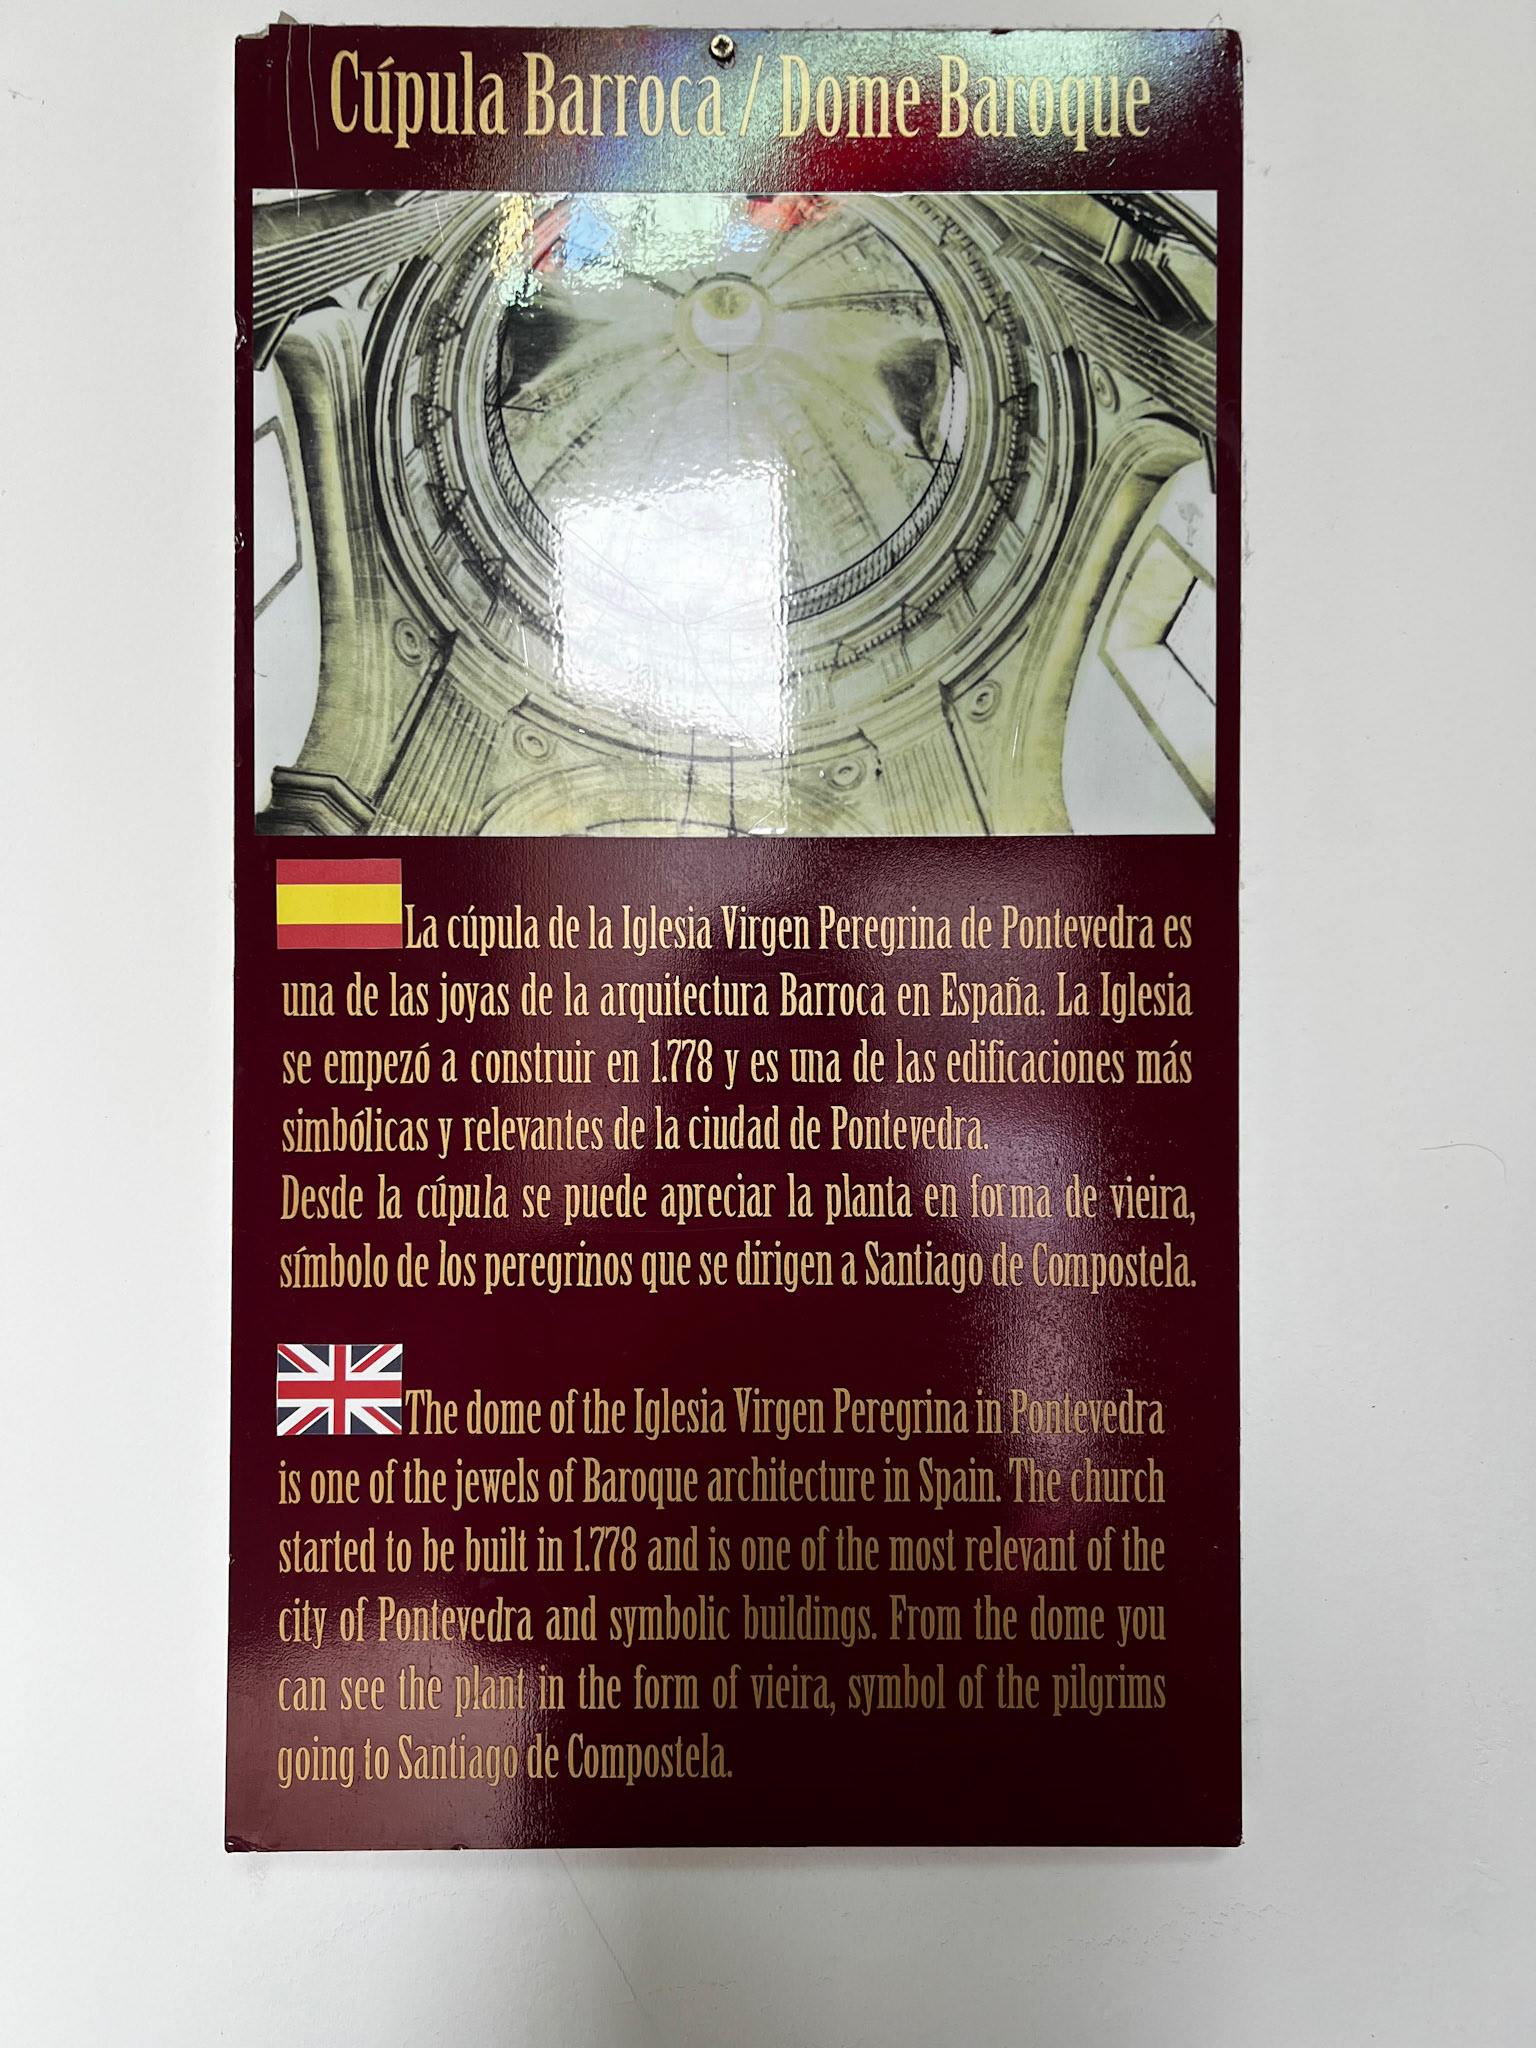 Cúpula Barroca / Dome Baroque
La cúpula de la Iglesia Virgen Peregrina de Pontevedra es
una de las joyas de la arquitectura Barroca en España. La Iglesia
se empezó a construir en 1.778 y es una de las edificaciones más
simbólicas y relevantes de la ciudad de Pontevedra.
Desde la cúpula se puede apreciar la planta en forma de vieira,
símbolo de los peregrinos que se dirigen a Santiago de Compostela.
The dome of the Iglesia Virgen Peregrina in Pontevedra
is one of the jewels of Baroque architecture in Spain. The church
started to be built in 1.778 and is one of the most relevant of the
city of Pontevedra and symbolic buildings. From the dome you
can see the plant in the form of vieira, symbol of the pilgrims
going to Santiago de Compostela.